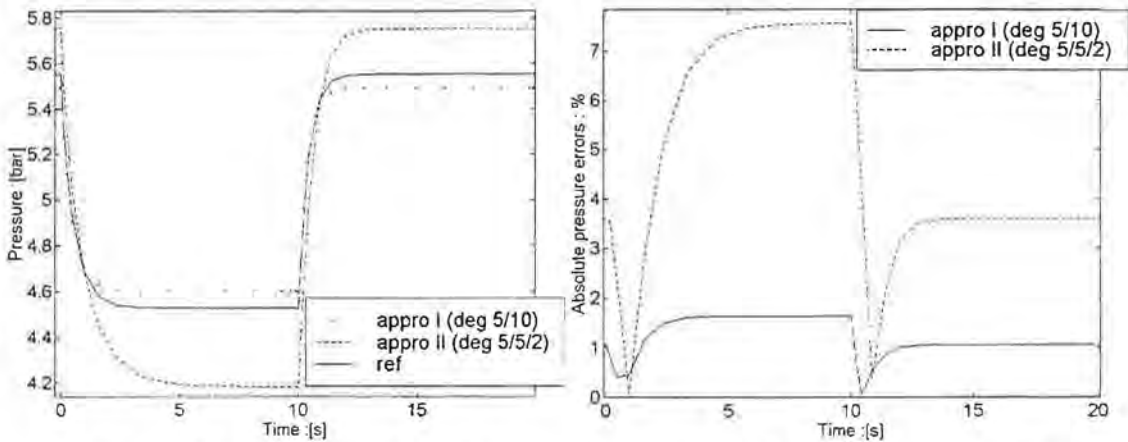 5.8
5.6
5.4
5.2
5
4.8
4.6
4.4
4.2
Pressure :[bar]
0
5
10
15
Time :[s]
appro I (deg 5/10)
appro II (deg 5/5/2)
ref
7
6
5
4
3
2
1
0
Absolute pressure errors : %
0
5
10
15
20
Time :[s]
appro I (deg 5/10)
appro II (deg 5/5/2)